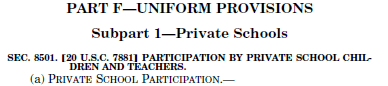 PART F—UNIFORM PROVISIONS
Subpart 1—Private Schools
SEC. 8501. [20 U.S.C. 7881] PARTICIPATION BY PRIVATE SCHOOL CHIL-
DREN AND TEACHERS.
(a) PRIVATE SCHOOL PARTICIPATION.—